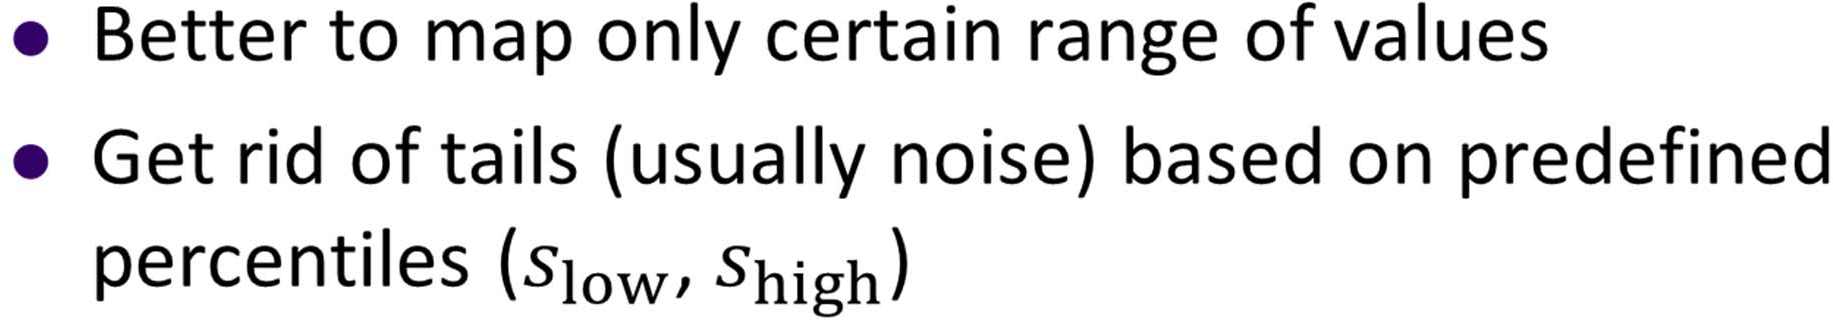 • Better to map only certain range of values
• Get rid of tails (usually noise) based on predefined
percentiles (s_low, s_high)